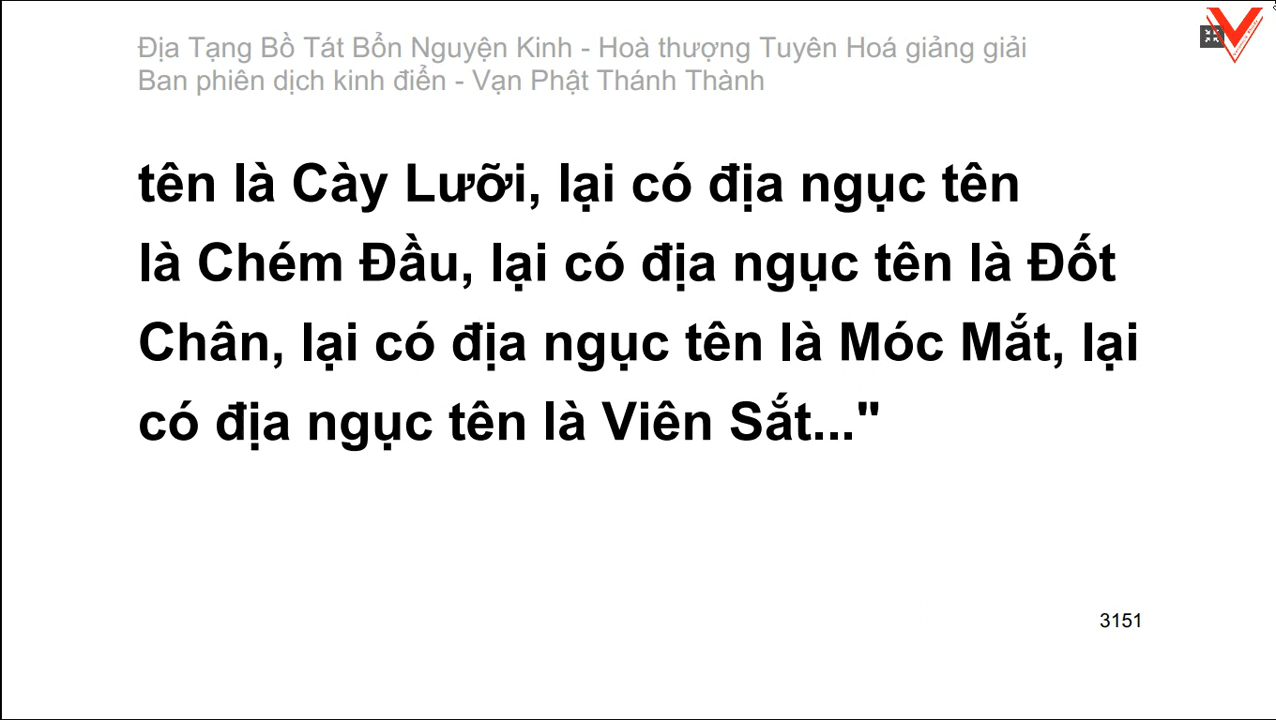 Địa Tạng Bồ Tát Bổn Nguyện Kinh - Hoà thượng Tuyên Hoá giảng giải
Ban phiên dịch kinh điển - Vạn Phật Thánh Thành
tên là Cày Lưỡi, lại có địa ngục tên
là Chém Đầu, lại có địa ngục tên là Đốt
Chân, lại có địa ngục tên là Móc Mắt, lại
có địa ngục tên là Viên Sắt..."
3151